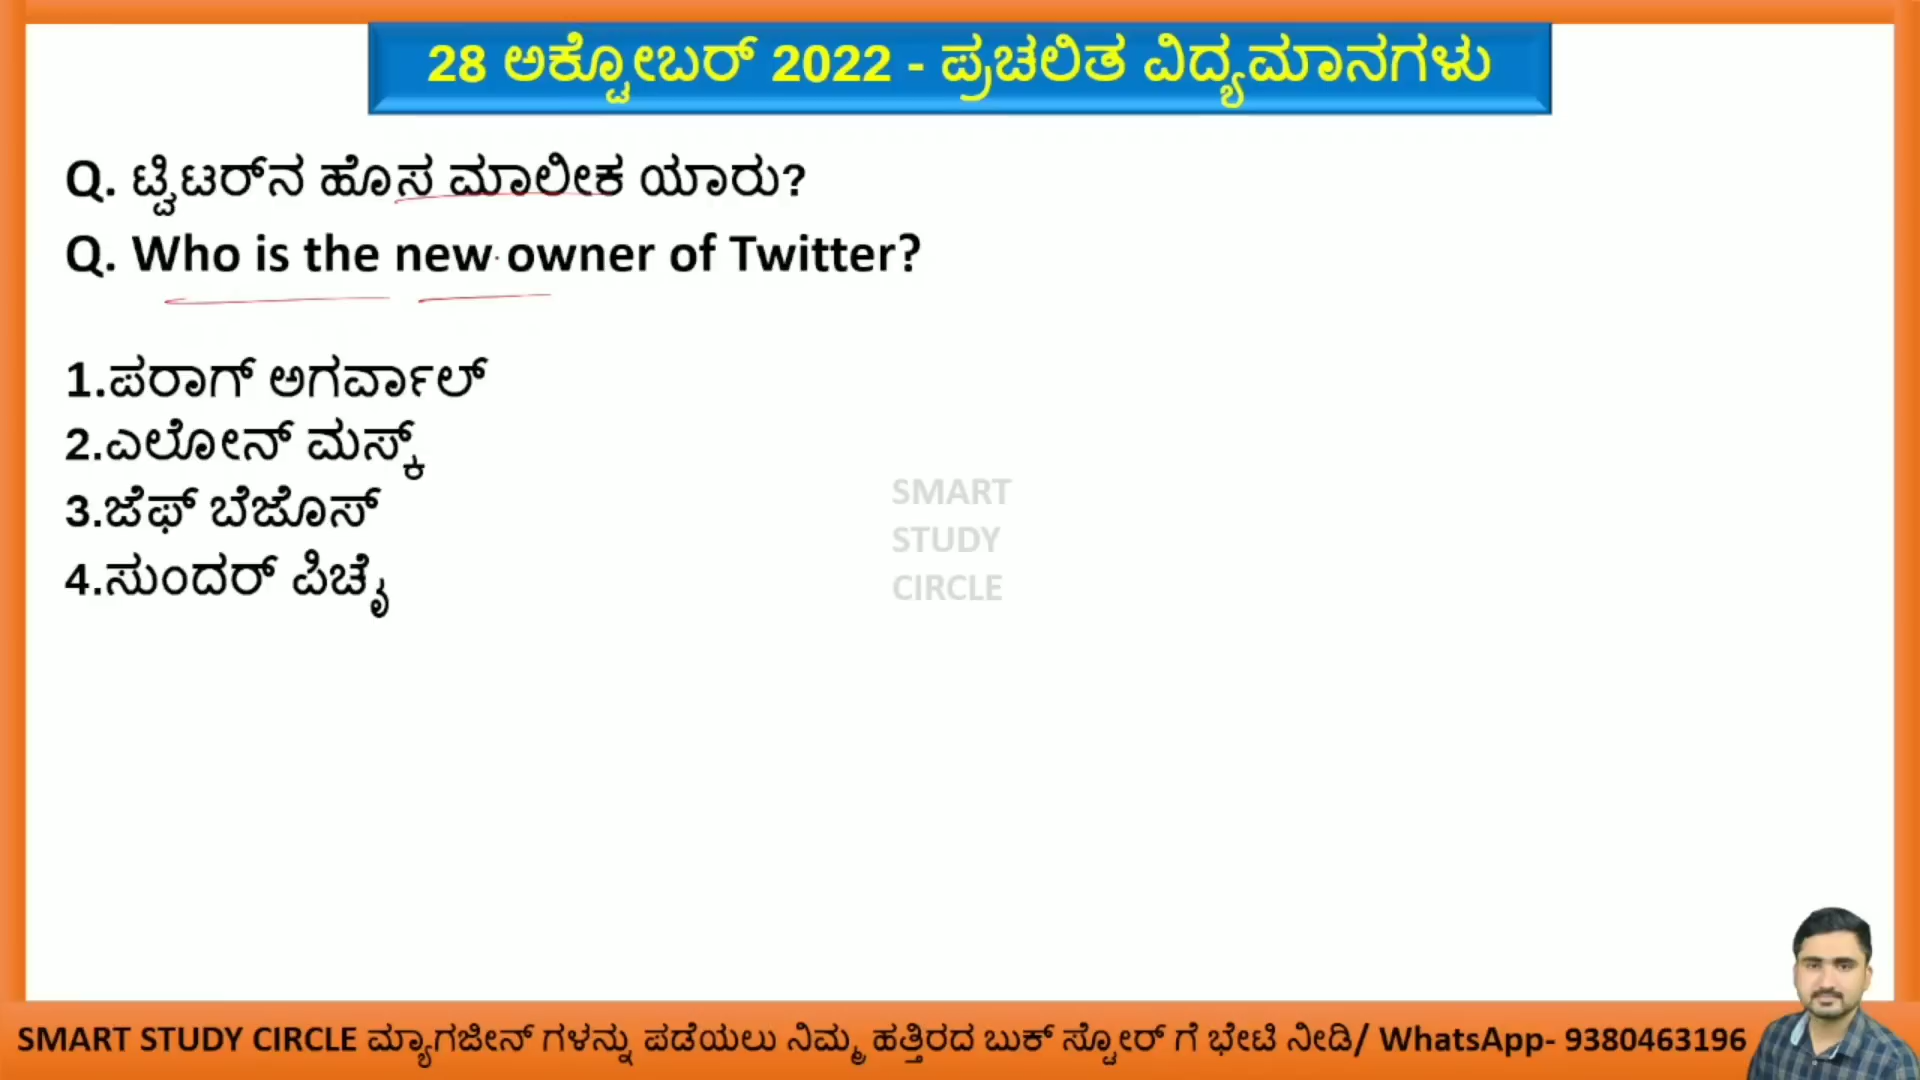 28 ಅಕ್ಟೋಬರ್ 2022 - ಪ್ರಚಲಿತ ವಿದ್ಯಮಾನಗಳು
Q. ಟ್ವಿಟರ್‌ನ ಹೊಸ ಮಾಲೀಕ ಯಾರು?
Q. Who is the new owner of Twitter?
1.ಪರಾಗ್ ಅಗರ್ವಾಲ್
2.ಎಲೋನ್ ಮಸ್ಕ್
3.ಜೆಫ್ ಬೆಜೊಸ್
4.ಸುಂದರ್ ಪಿಚೈ
SMART
STUDY
CIRCLE
SMART STUDY CIRCLE ಮ್ಯಾಗಜೀನ್ ಗಳನ್ನು ಪಡೆಯಲು ನಿಮ್ಮ ಹತ್ತಿರದ ಬುಕ್ ಸ್ಟೋರ್ ಗೆ ಭೇಟಿ ನೀಡಿ/ WhatsApp- 9380463196